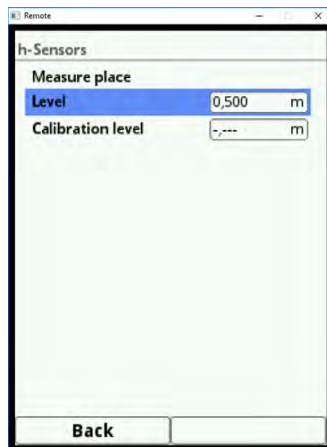 Remote
h-Sensors
Measure place
Level 0,500 m
Calibration level -,--- m
Back